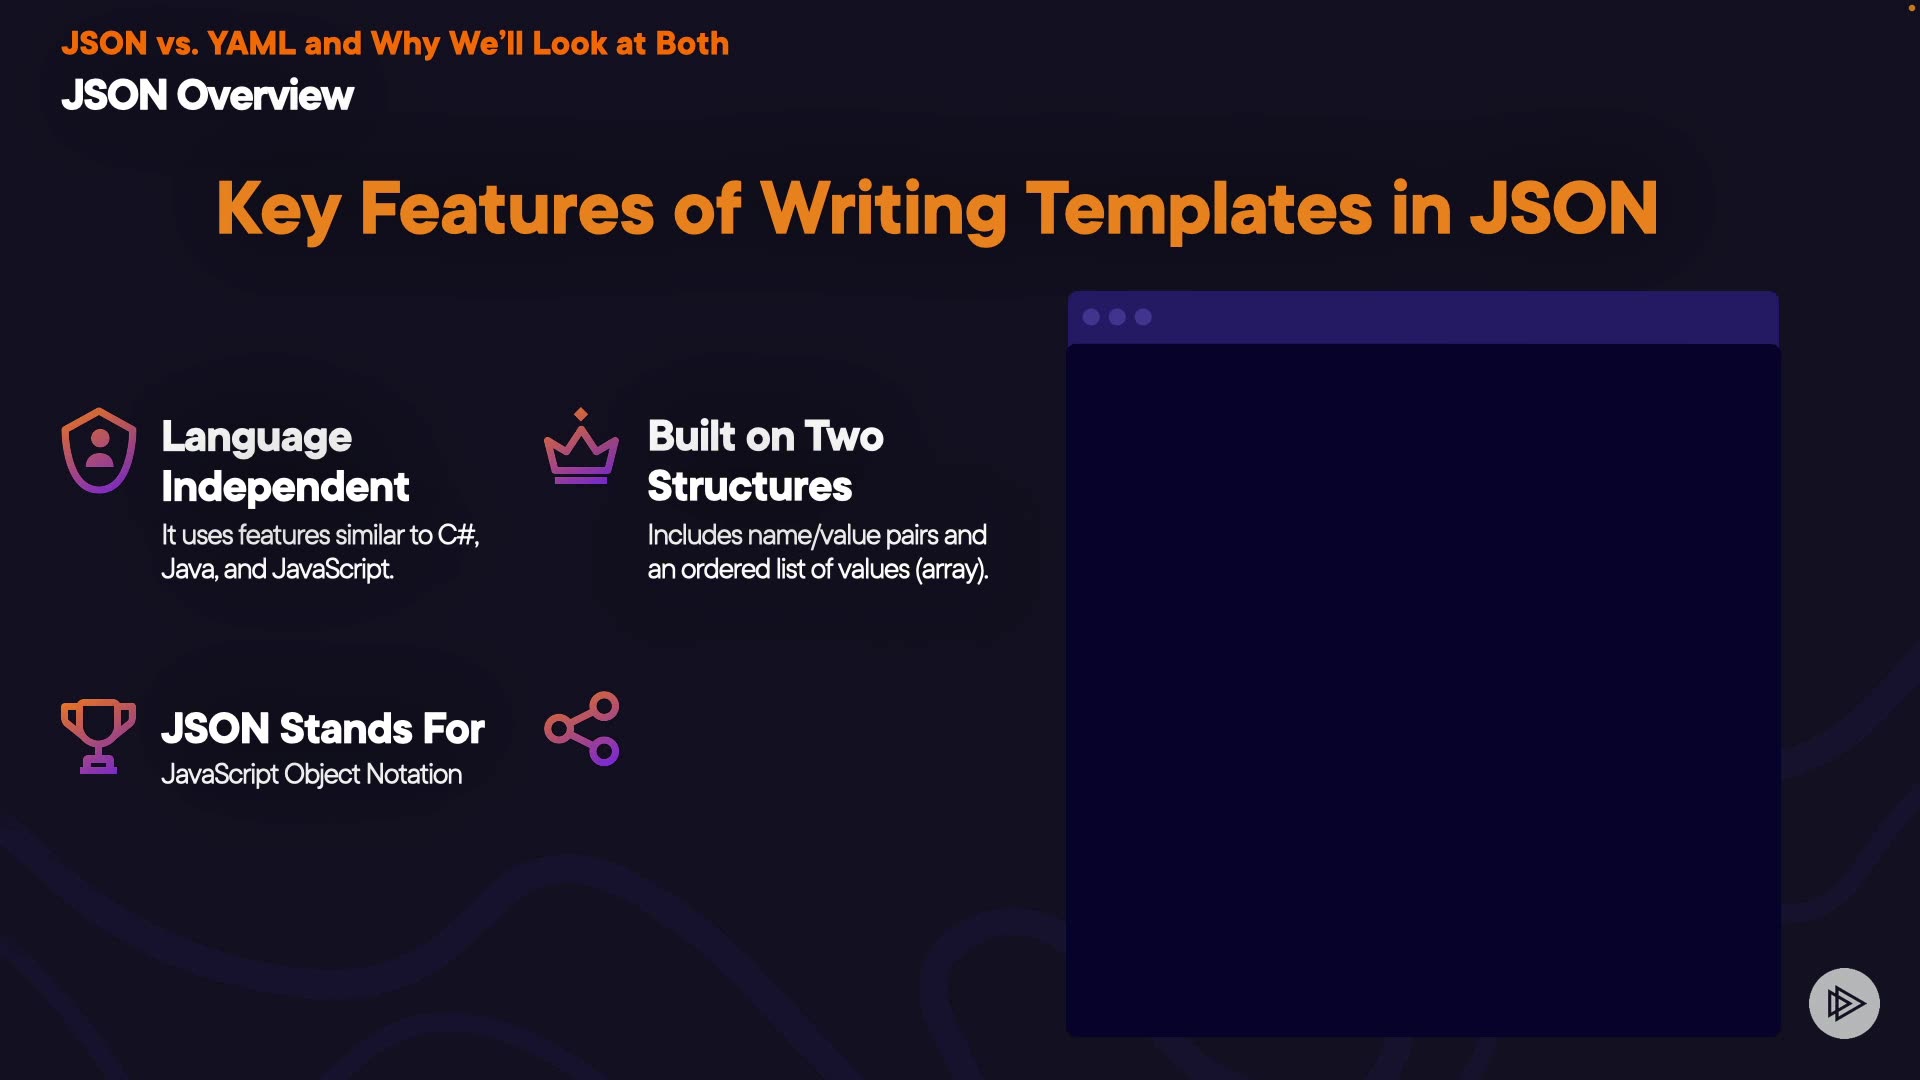 JSON vs. YAML and Why We’ll Look at Both
JSON Overview
Key Features of Writing Templates in JSON
Language
Independent
It uses features similar to C#,
Java, and JavaScript.
Built on Two
Structures
Includes name/value pairs and
an ordered list of values (array).
JSON Stands For
JavaScript Object Notation